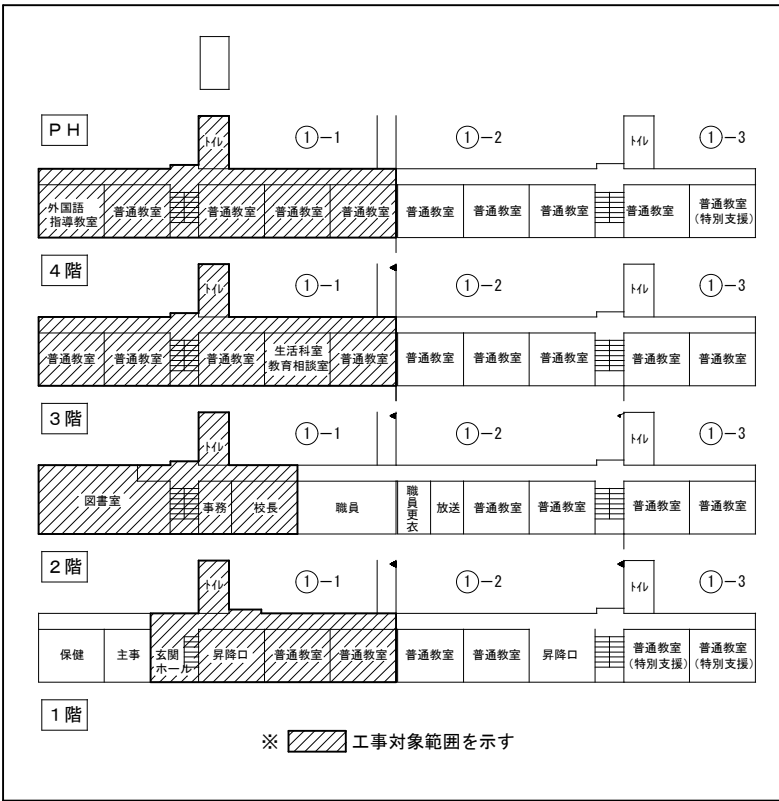 PH
トイレ ①-1 ①-2 トイレ ①-3
外国語
指導教室 普通教室 普通教室 普通教室 普通教室 普通教室 普通教室 普通教室 普通教室 普通教室
(特別支援)
4階
トイレ ①-1 ①-2 トイレ ①-3
普通教室 普通教室 普通教室 生活科室
教育相談室 普通教室 普通教室 普通教室 普通教室 普通教室 普通教室
3階
トイレ ①-1 ①-2 トイレ ①-3
図書室 事務 校長 職員 職員更衣 放送 普通教室 普通教室 普通教室 普通教室
2階
トイレ ①-1 ①-2 トイレ ①-3
保健 主事 玄関
ホール 昇降口 普通教室 普通教室 普通教室 普通教室 昇降口 普通教室
(特別支援) 普通教室
(特別支援)
1階
※ 工事対象範囲を示す